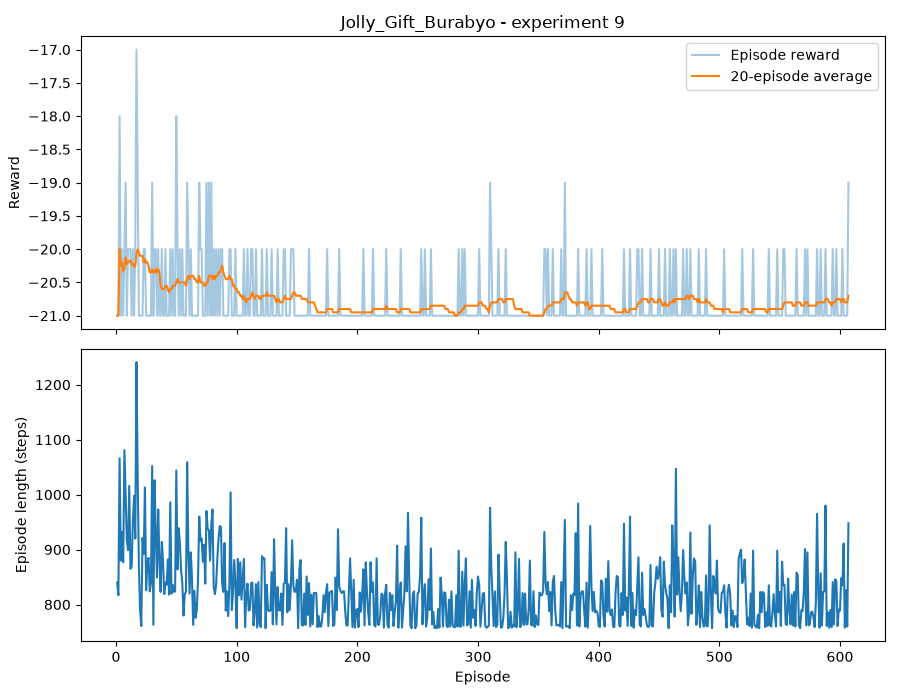 Jolly_Gift_Burabyo - experiment 9
Reward
−17.0
−17.5
−18.0
−18.5
−19.0
−19.5
−20.0
−20.5
−21.0
Episode reward
20-episode average
Episode length (steps)
1200
1100
1000
900
800
0 100 200 300 400 500 600
Episode